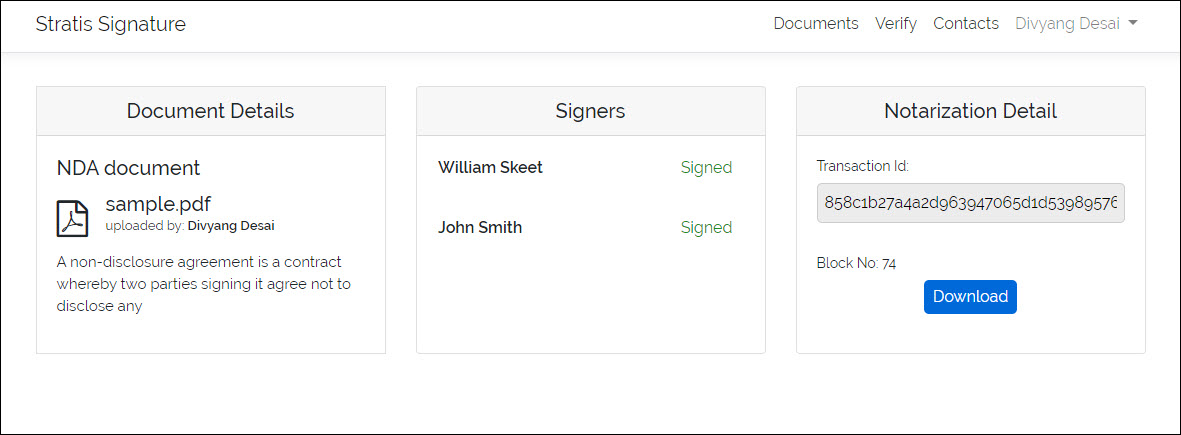 Stratis Signature
Documents Verify Contacts Divyang Desai
Document Details
NDA document
sample.pdf
uploaded by: Divyang Desai
A non-disclosure agreement is a contract
whereby two parties signing it agree not to
disclose any
Signers
William Skeet Signed
John Smith Signed
Notarization Detail
Transaction Id:
858c1b27a4a2d963947065d1d53989576
Block No: 74
Download